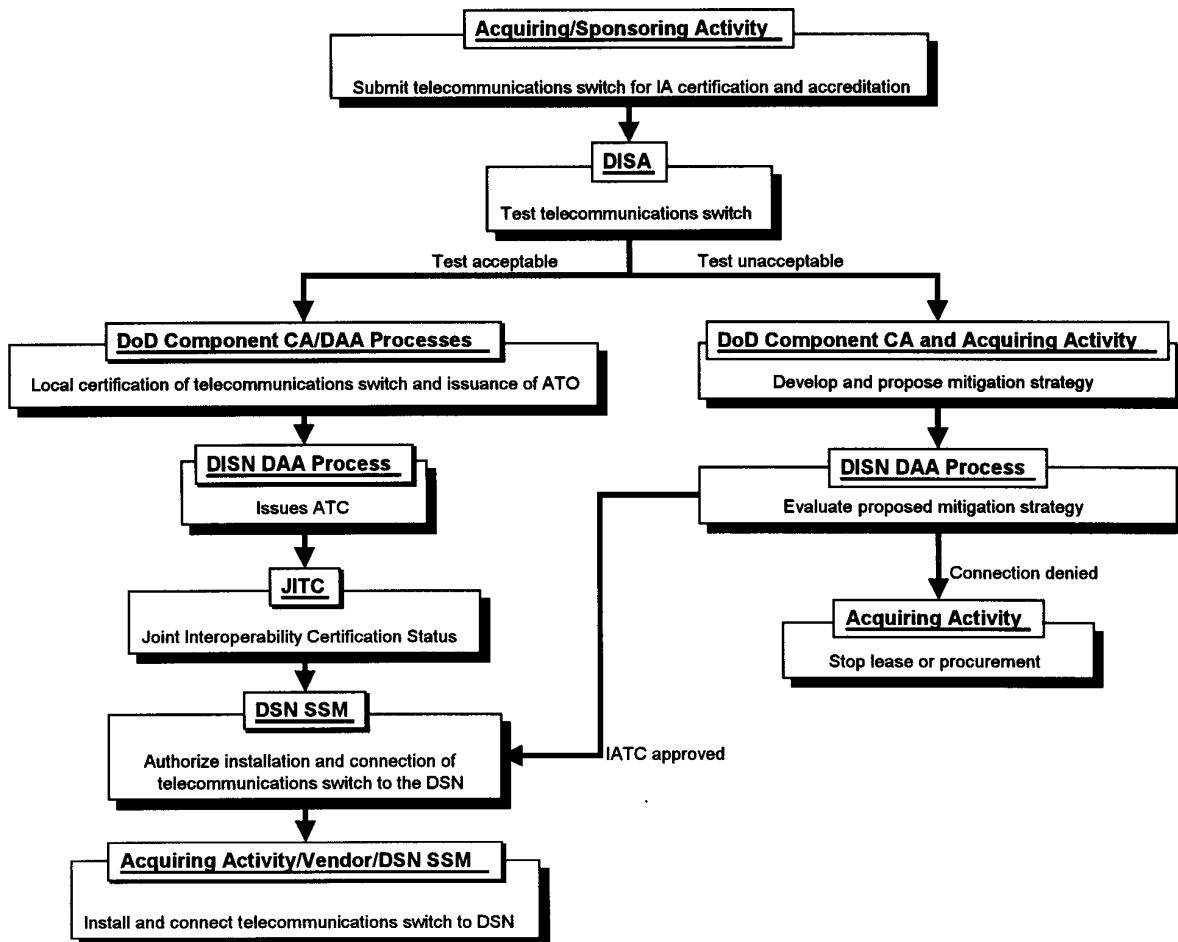 Acquiring/Sponsoring Activity
Submit telecommunications switch for IA certification and accreditation
DISA
Test telecommunications switch
Test acceptable
Test unacceptable
DoD Component CA/DAA Processes
Local certification of telecommunications switch and issuance of ATO
DoD Component CA and Acquiring Activity
Develop and propose mitigation strategy
DISN DAA Process
Issues ATC
DISN DAA Process
Evaluate proposed mitigation strategy
Connection denied
JITC
Joint Interoperability Certification Status
Acquiring Activity
Stop lease or procurement
DSN SSM
Authorize installation and connection of
telecommunications switch to the DSN
IATC approved
Acquiring Activity/Vendor/DSN SSM
Install and connect telecommunications switch to DSN